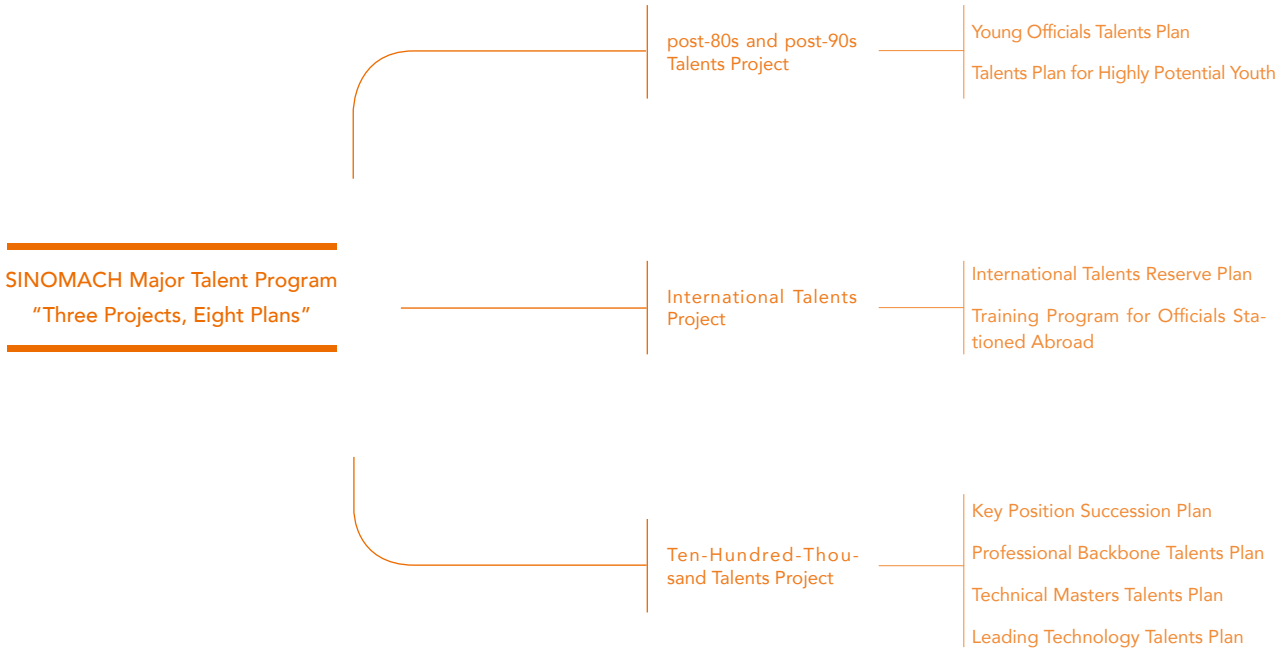 SINOMACH Major Talent Program
“Three Projects, Eight Plans”
post-80s and post-90s
Talents Project
Young Officials Talents Plan
Talents Plan for Highly Potential Youth
International Talents
Project
International Talents Reserve Plan
Training Program for Officials Sta-
tioned Abroad
Ten-Hundred-Thou-
sand Talents Project
Key Position Succession Plan
Professional Backbone Talents Plan
Technical Masters Talents Plan
Leading Technology Talents Plan